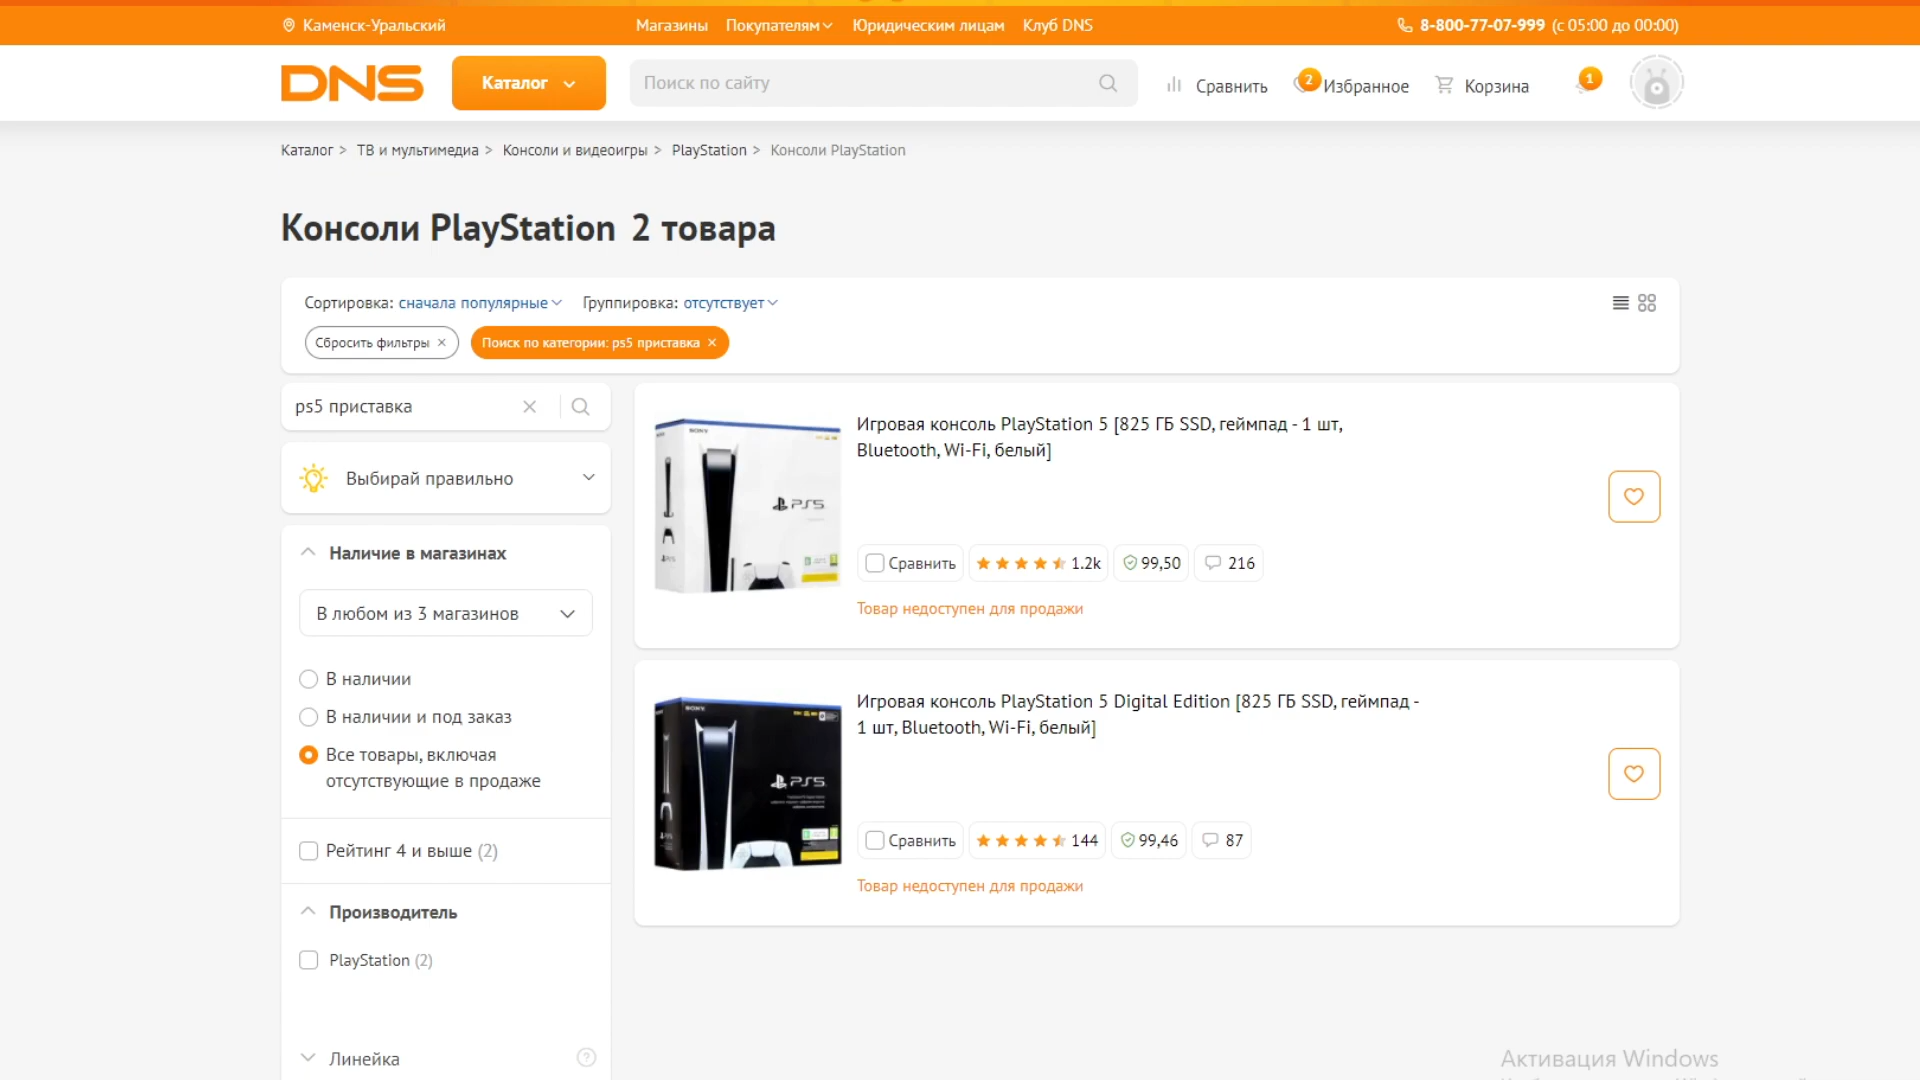 Каменск-Уральский
Магазины Покупателям Юридическим лицам Клуб DNS
8-800-77-07-999 (с 05:00 до 00:00)
DNS
Каталог
Поиск по сайту
Сравнить
2
Избранное
Корзина
1
Каталог > ТВ и мультимедиа > Консоли и видеоигры > PlayStation > Консоли PlayStation
Консоли PlayStation 2 товара
Сортировка: сначала популярные Группировка: отсутствует
Сбросить фильтры × Поиск по категории: ps5 приставка ×
ps5 приставка
Выбирай правильно
Наличие в магазинах
В любом из 3 магазинов
В наличии
В наличии и под заказ
Все товары, включая
отсутствующие в продаже
Рейтинг 4 и выше (2)
Производитель
PlayStation (2)
Линейка
?
SONY
PS5
Игровая консоль PlayStation 5 [825 ГБ SSD, геймпад - 1 шт,
Bluetooth, Wi-Fi, белый]
Сравнить 1.2k 99,50 216
Товар недоступен для продажи
SONY
PS5
Игровая консоль PlayStation 5 Digital Edition [825 ГБ SSD, геймпад -
1 шт, Bluetooth, Wi-Fi, белый]
Сравнить 144 99,46 87
Товар недоступен для продажи
Активация Windows